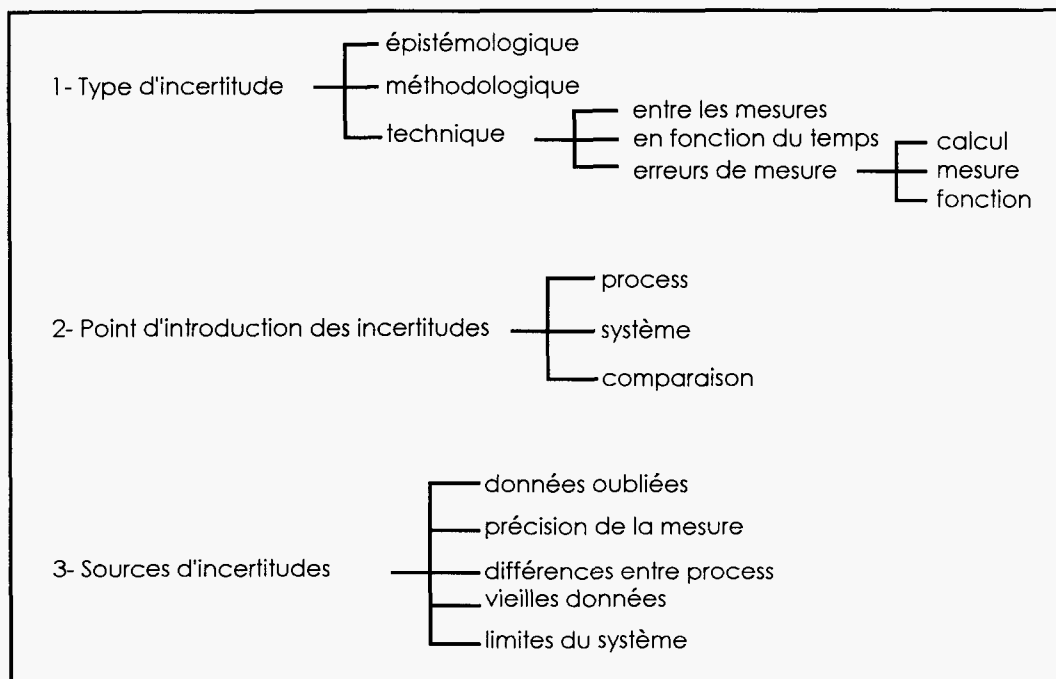 épistémologique
1- Type d'incertitude
méthodologique
entre les mesures
technique
en fonction du temps
calcul
erreurs de mesure
mesure
fonction
process
2- Point d'introduction des incertitudes
système
comparaison
données oubliées
précision de la mesure
3- Sources d'incertitudes
différences entre process
vieilles données
limites du système